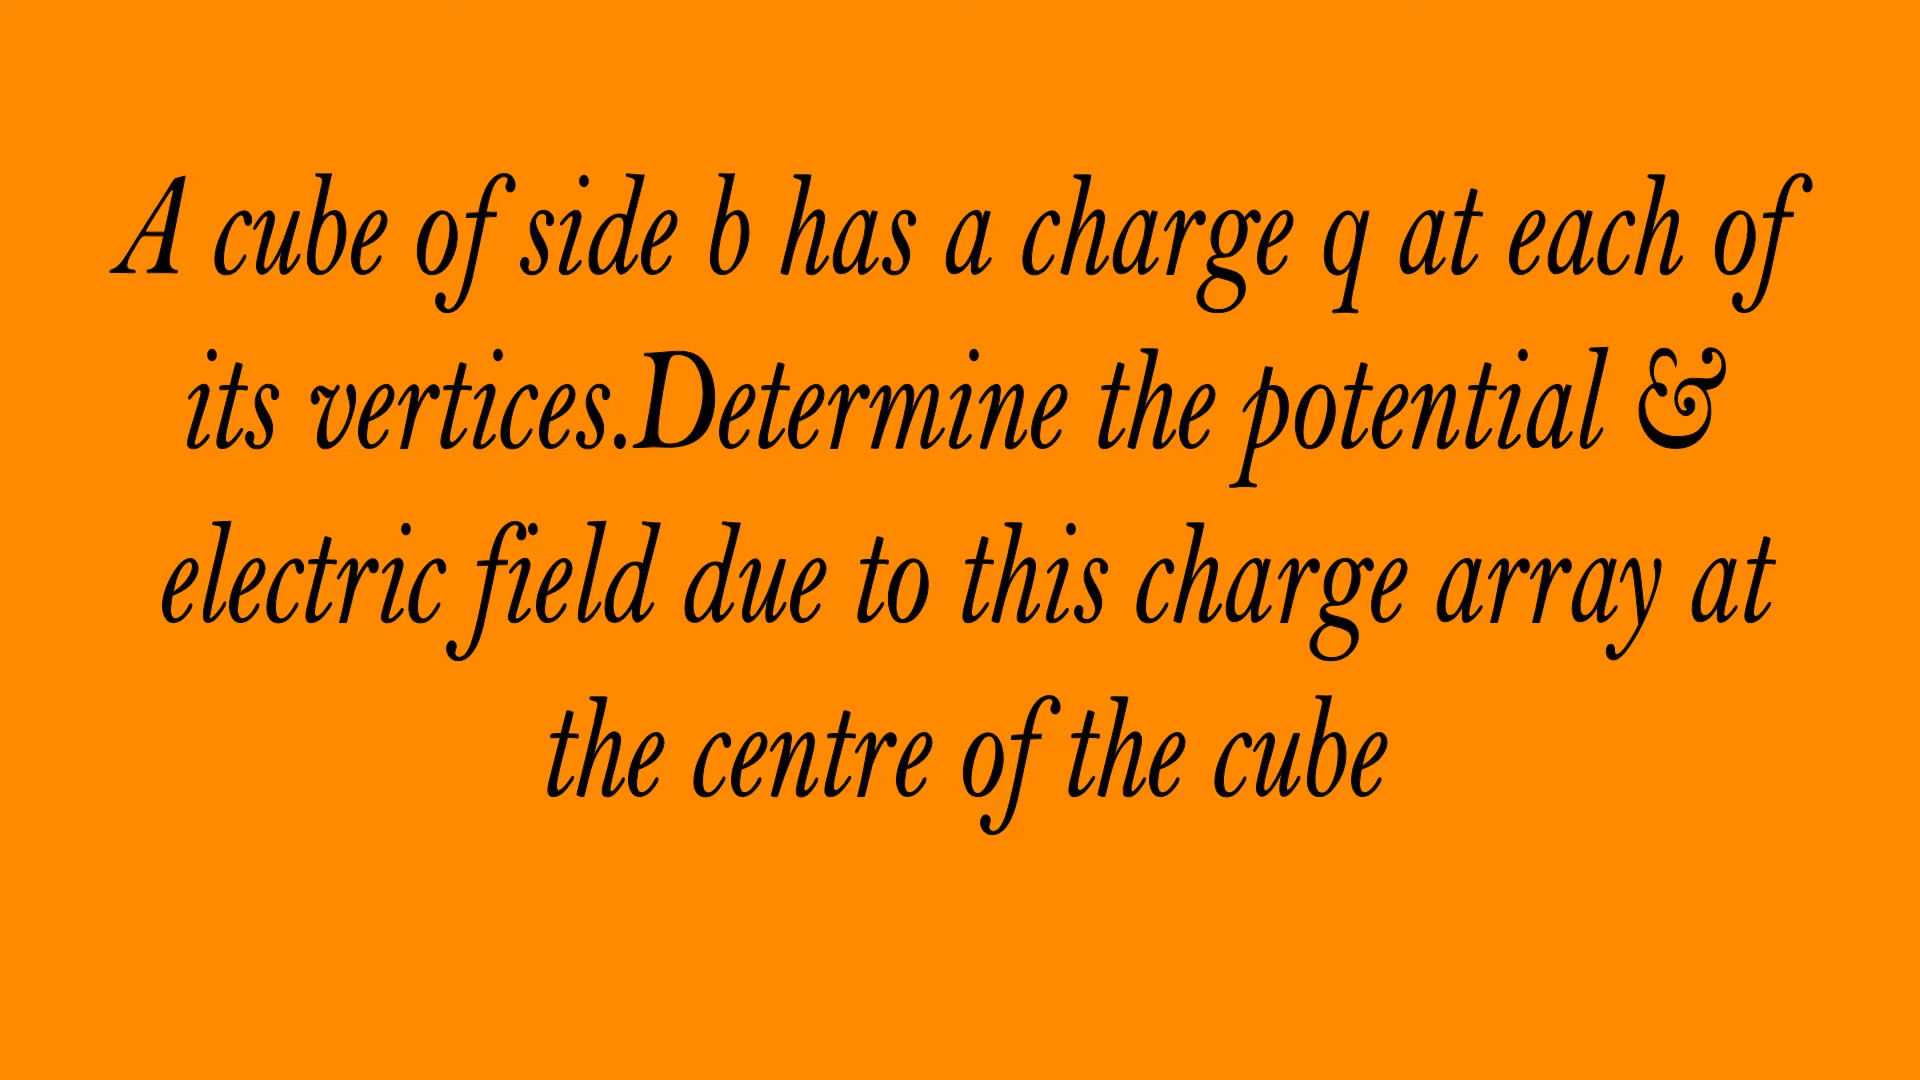 A cube of side b has a charge q at each of
its vertices.Determine the potential &
electric field due to this charge array at
the centre of the cube